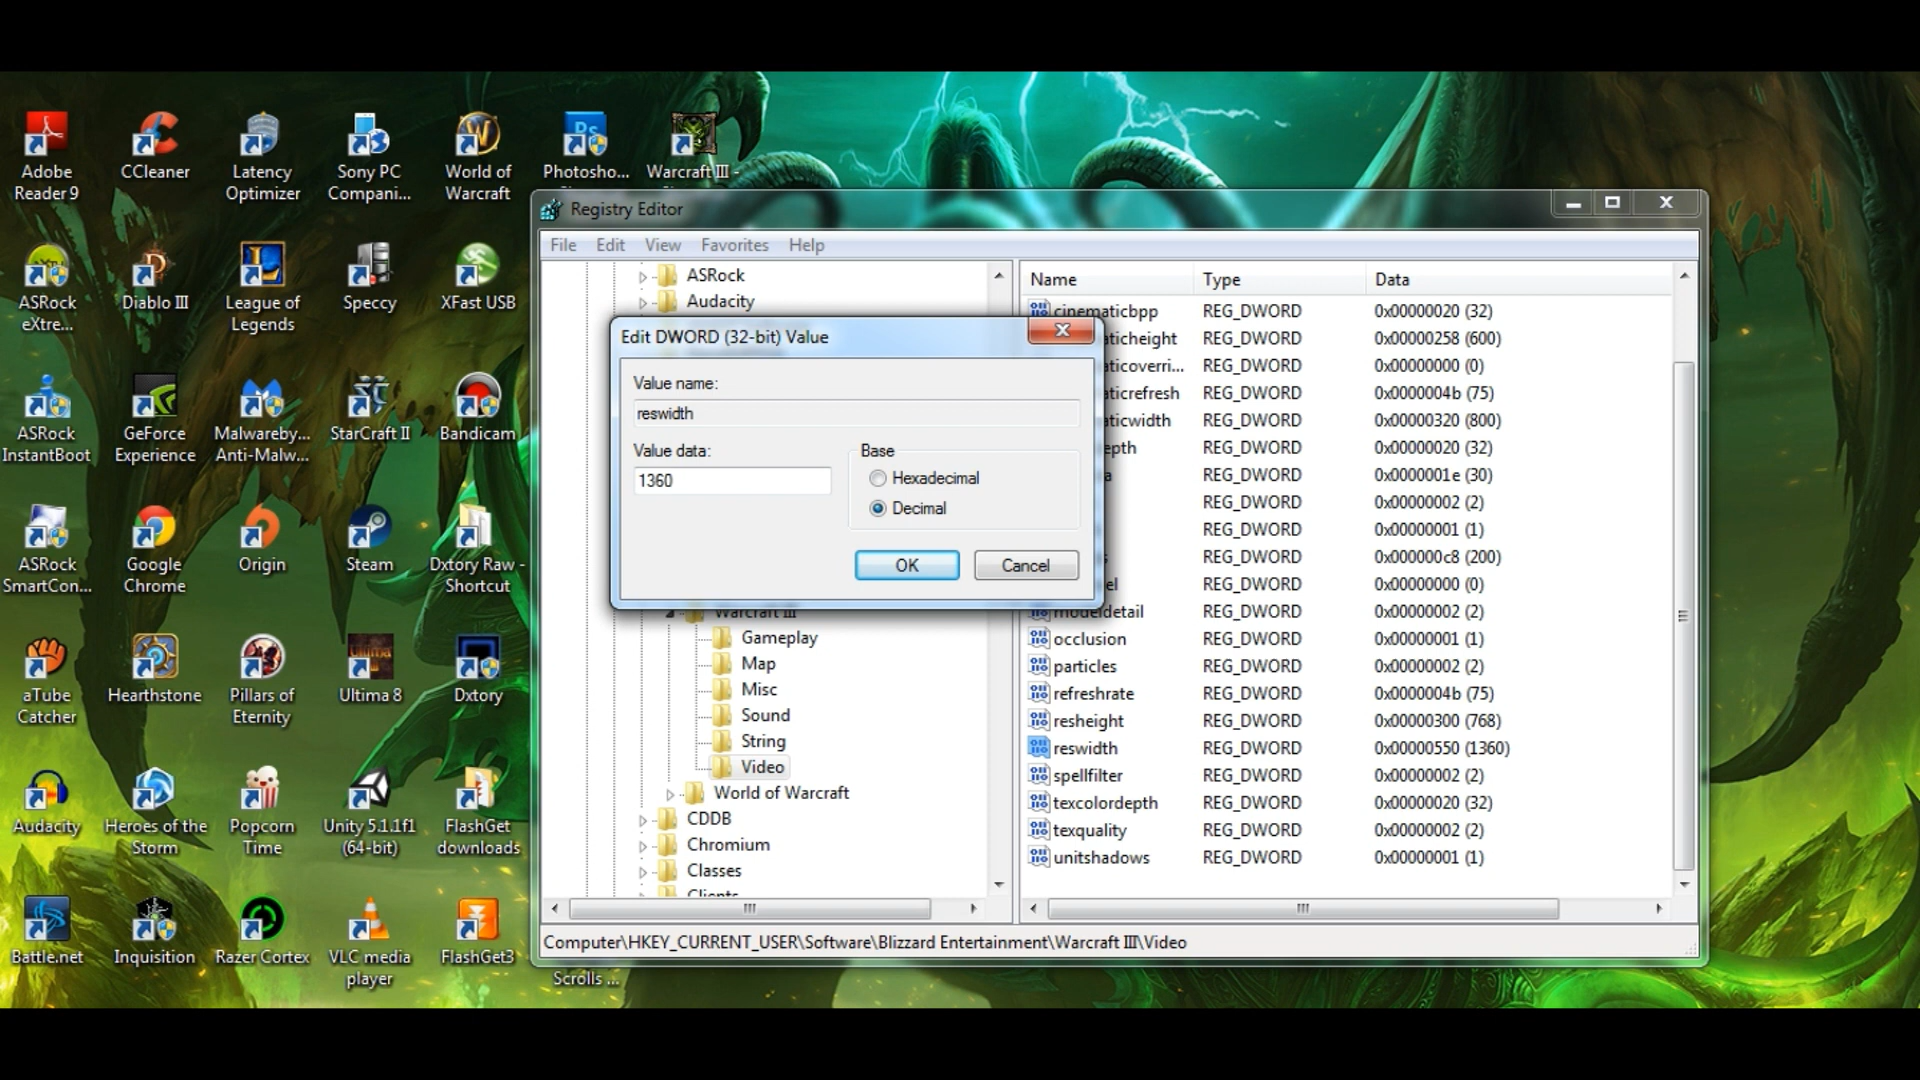 Adobe
Reader 9
CCleaner
Latency
Optimizer
Sony PC
Compani...
World of
Warcraft
Photosho...
Warcraft III -
ASRock
eXtre...
Diablo III
League of
Legends
Speccy
XFast USB
ASRock
InstantBoot
GeForce
Experience
Malwareby...
Anti-Malw...
StarCraft II
Bandicam
ASRock
SmartCon...
Google
Chrome
Origin
Steam
Dxtory Raw -
Shortcut
aTube
Catcher
Hearthstone
Pillars of
Eternity
Ultima 8
Dxtory
Audacity
Heroes of the
Storm
Popcorn
Time
Unity 5.1.1f1
(64-bit)
FlashGet
downloads
Battle.net
Inquisition
Razer Cortex
VLC media
player
FlashGet3
Scrolls ...
Registry Editor
File Edit View Favorites Help
ASRock
Audacity
Warcraft III
Gameplay
Map
Misc
Sound
String
Video
World of Warcraft
CDDB
Chromium
Classes
Clients
Edit DWORD (32-bit) Value
Value name:
reswidth
Value data:
1360
Base
Hexadecimal
Decimal
OK Cancel
Name Type Data
cinematicbpp REG_DWORD 0x00000020 (32)
aticheight REG_DWORD 0x00000258 (600)
aticoverri... REG_DWORD 0x00000000 (0)
aticrefresh REG_DWORD 0x0000004b (75)
aticwidth REG_DWORD 0x00000320 (800)
epth REG_DWORD 0x00000020 (32)
a REG_DWORD 0x0000001e (30)
REG_DWORD 0x00000002 (2)
REG_DWORD 0x00000001 (1)
s REG_DWORD 0x000000c8 (200)
el REG_DWORD 0x00000000 (0)
modeldetail REG_DWORD 0x00000002 (2)
occlusion REG_DWORD 0x00000001 (1)
particles REG_DWORD 0x00000002 (2)
refreshrate REG_DWORD 0x0000004b (75)
resheight REG_DWORD 0x00000300 (768)
reswidth REG_DWORD 0x00000550 (1360)
spellfilter REG_DWORD 0x00000002 (2)
texcolordepth REG_DWORD 0x00000020 (32)
texquality REG_DWORD 0x00000002 (2)
unitshadows REG_DWORD 0x00000001 (1)
Computer\HKEY_CURRENT_USER\Software\Blizzard Entertainment\Warcraft III\Video